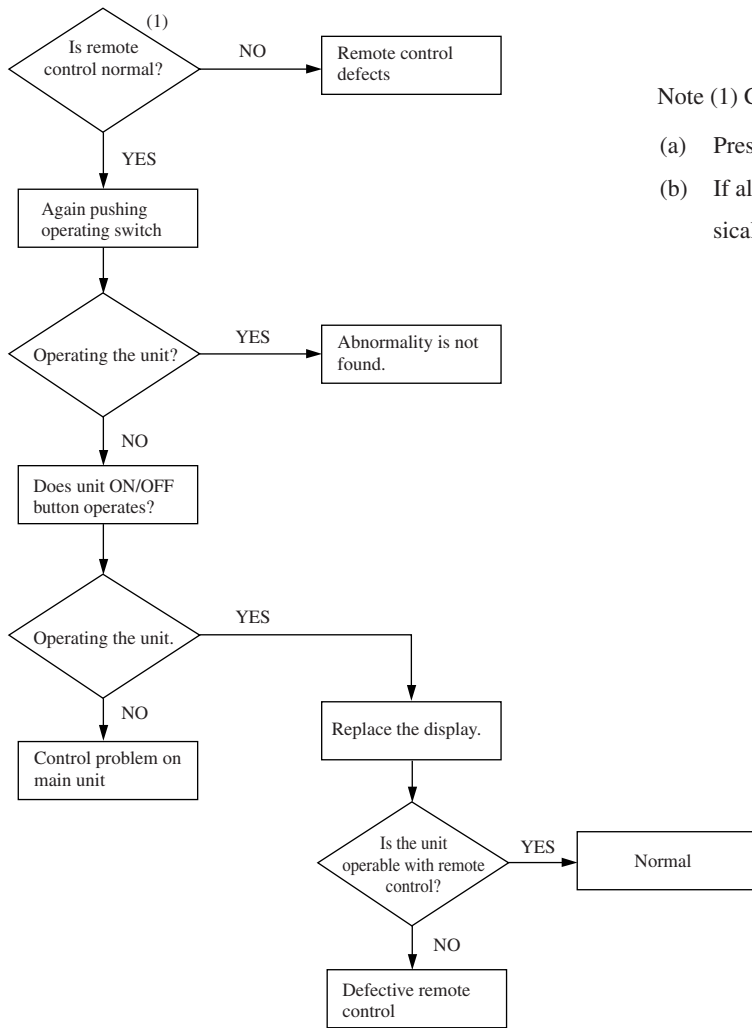 (1)
Is remote
control normal?
NO
Remote control
defects
YES
Again pushing
operating switch
Operating the unit?
YES
Abnormality is not
found.
NO
Does unit ON/OFF
button operates?
Operating the unit.
YES
NO
Control problem on
main unit
Replace the display.
Is the unit
operable with remote
control?
YES
Normal
NO
Defective remote
control
Note (1)
(a) Pres
(b) If al
sical